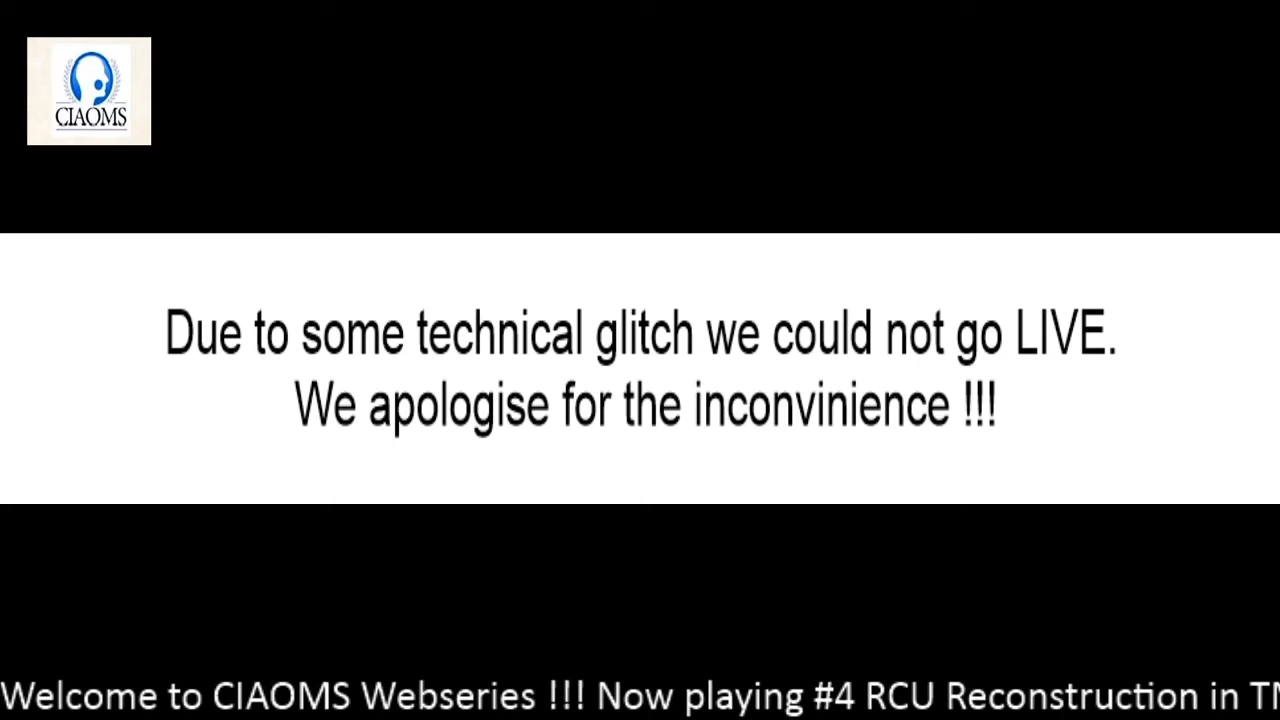 CIAOMS
Due to some technical glitch we could not go LIVE.
We apologise for the inconvinience !!!
Welcome to CIAOMS Webseries !!! Now playing #4 RCU Reconstruction in